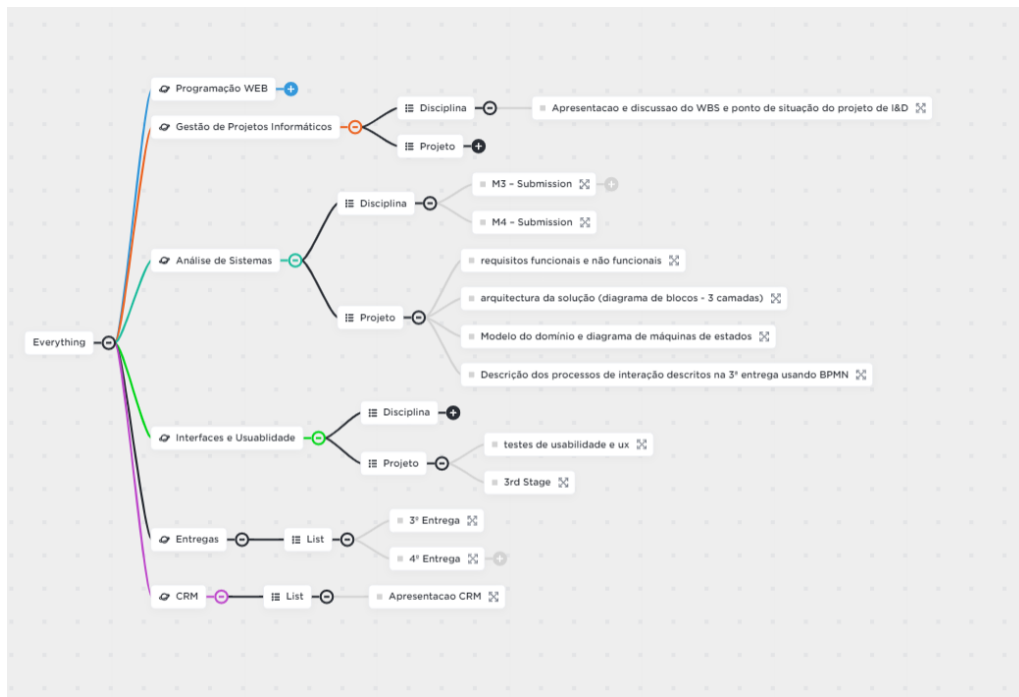 Programação WEB
Gestão de Projetos Informáticos
Disciplina
Apresentacao e discussao do WBS e ponto de situação do projeto de I&D
Projeto
Análise de Sistemas
Disciplina
M3 – Submission
M4 – Submission
Projeto
requisitos funcionais e não funcionais
arquitectura da solução (diagrama de blocos - 3 camadas)
Modelo do domínio e diagrama de máquinas de estados
Descrição dos processos de interação descritos na 3ª entrega usando BPMN
Everything
Interfaces e Usuablidade
Disciplina
Projeto
testes de usabilidade e ux
3rd Stage
Entregas
List
3º Entrega
4º Entrega
CRM
List
Apresentacao CRM